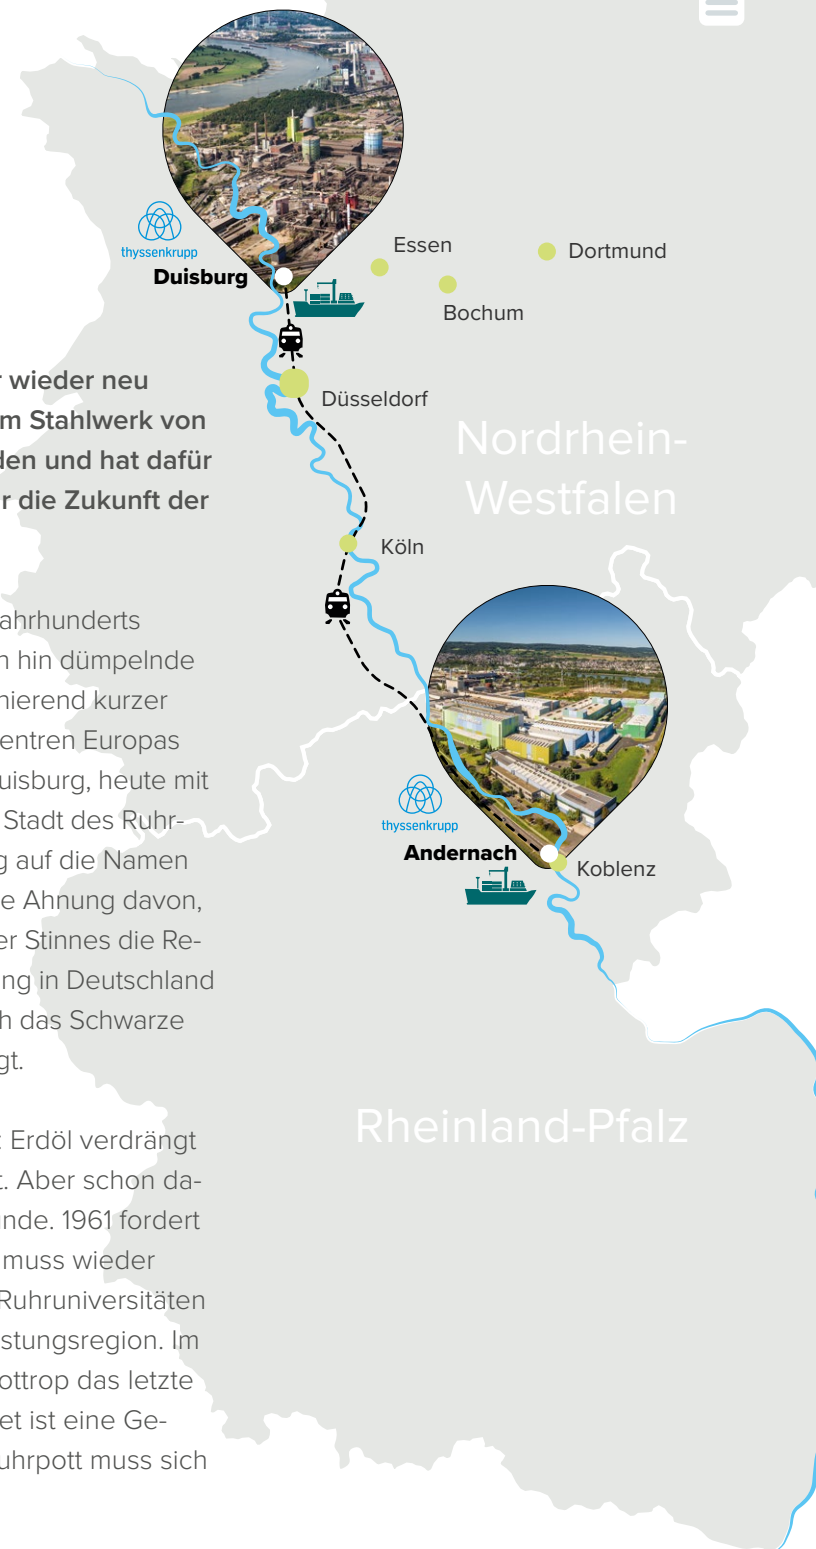 thyssenkrupp
Duisburg
Essen
Dortmund
Bochum
Düsseldorf
Nordrhein-
Westfalen
Köln
thyssenkrupp
Andernach
Koblenz
Rheinland-Pfalz
wieder neu
m Stahlwerk von
den und hat dafür
r die Zukunft der
ahrhunderts
n hin dümpelnde
nierend kurzer
entren Europas
uisburg, heute mit
Stadt des Ruhr-
g auf die Namen
e Ahnung davon,
er Stinnes die Re-
ng in Deutschland
h das Schwarze
gt.
: Erdöl verdrängt
t. Aber schon da-
nde. 1961 fordert
muss wieder
Ruhruniversitäten
stungsregion. Im
ottrop das letzte
et ist eine Ge-
uhrpott muss sich